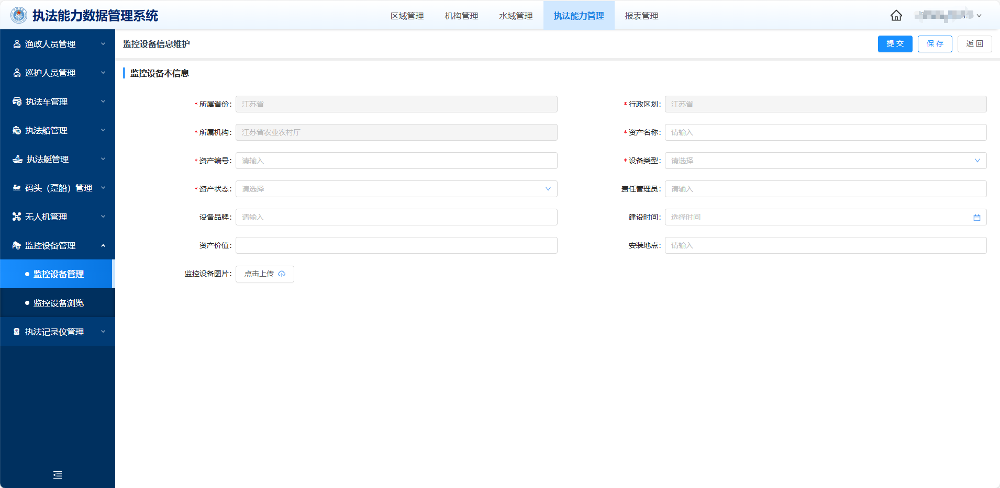 执法能力数据管理系统
区域管理
机构管理
水域管理
执法能力管理
报表管理
渔政人员管理
巡护人员管理
执法车管理
执法船管理
执法艇管理
码头（趸船）管理
无人机管理
监控设备管理
监控设备管理
监控设备浏览
执法记录仪管理
监控设备信息维护
提 交
保 存
返 回
监控设备本信息
* 所属省份： 江苏省
* 行政区划： 江苏省
* 所属机构： 江苏省农业农村厅
* 资产名称： 请输入
* 资产编号： 请输入
* 设备类型： 请选择
* 资产状态： 请选择
责任管理员： 请输入
设备品牌： 请输入
建设时间： 选择时间
资产价值：
安装地点： 请输入
监控设备图片： 点击上传